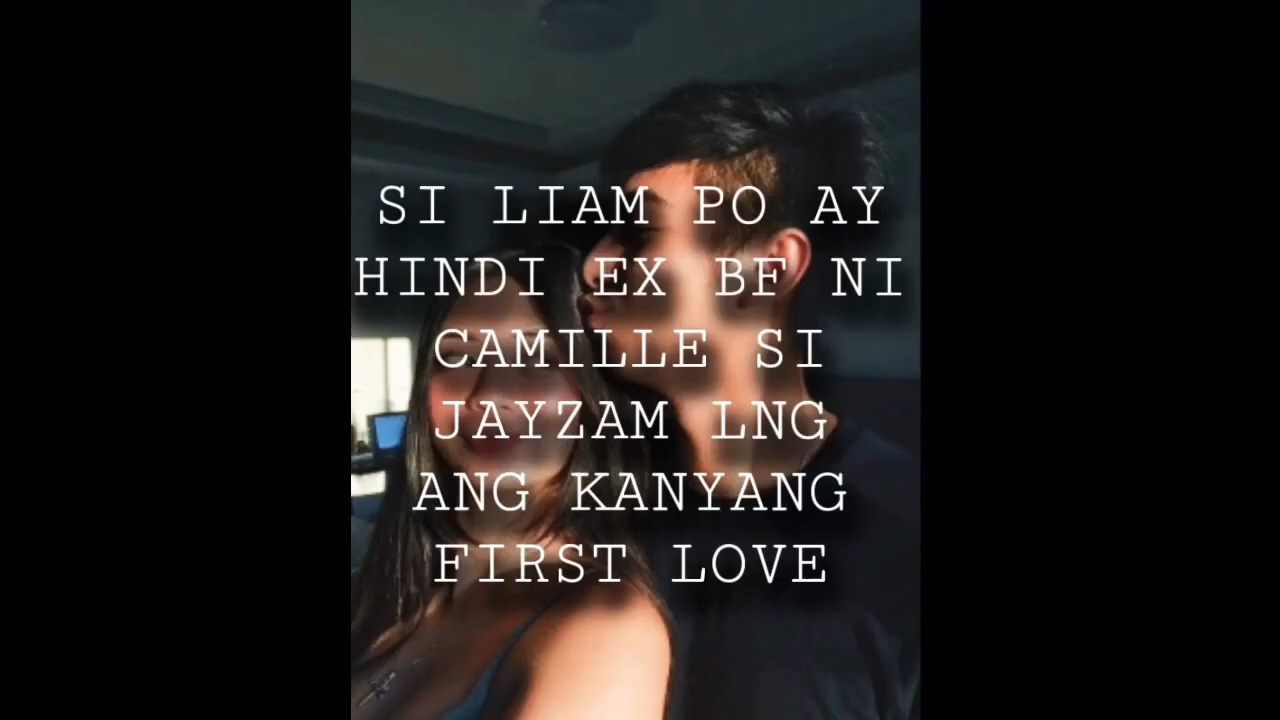 SI LIAM PO AY
HINDI EX BF NI
CAMILLE SI
JAYZAM LNG
ANG KANYANG
FIRST LOVE